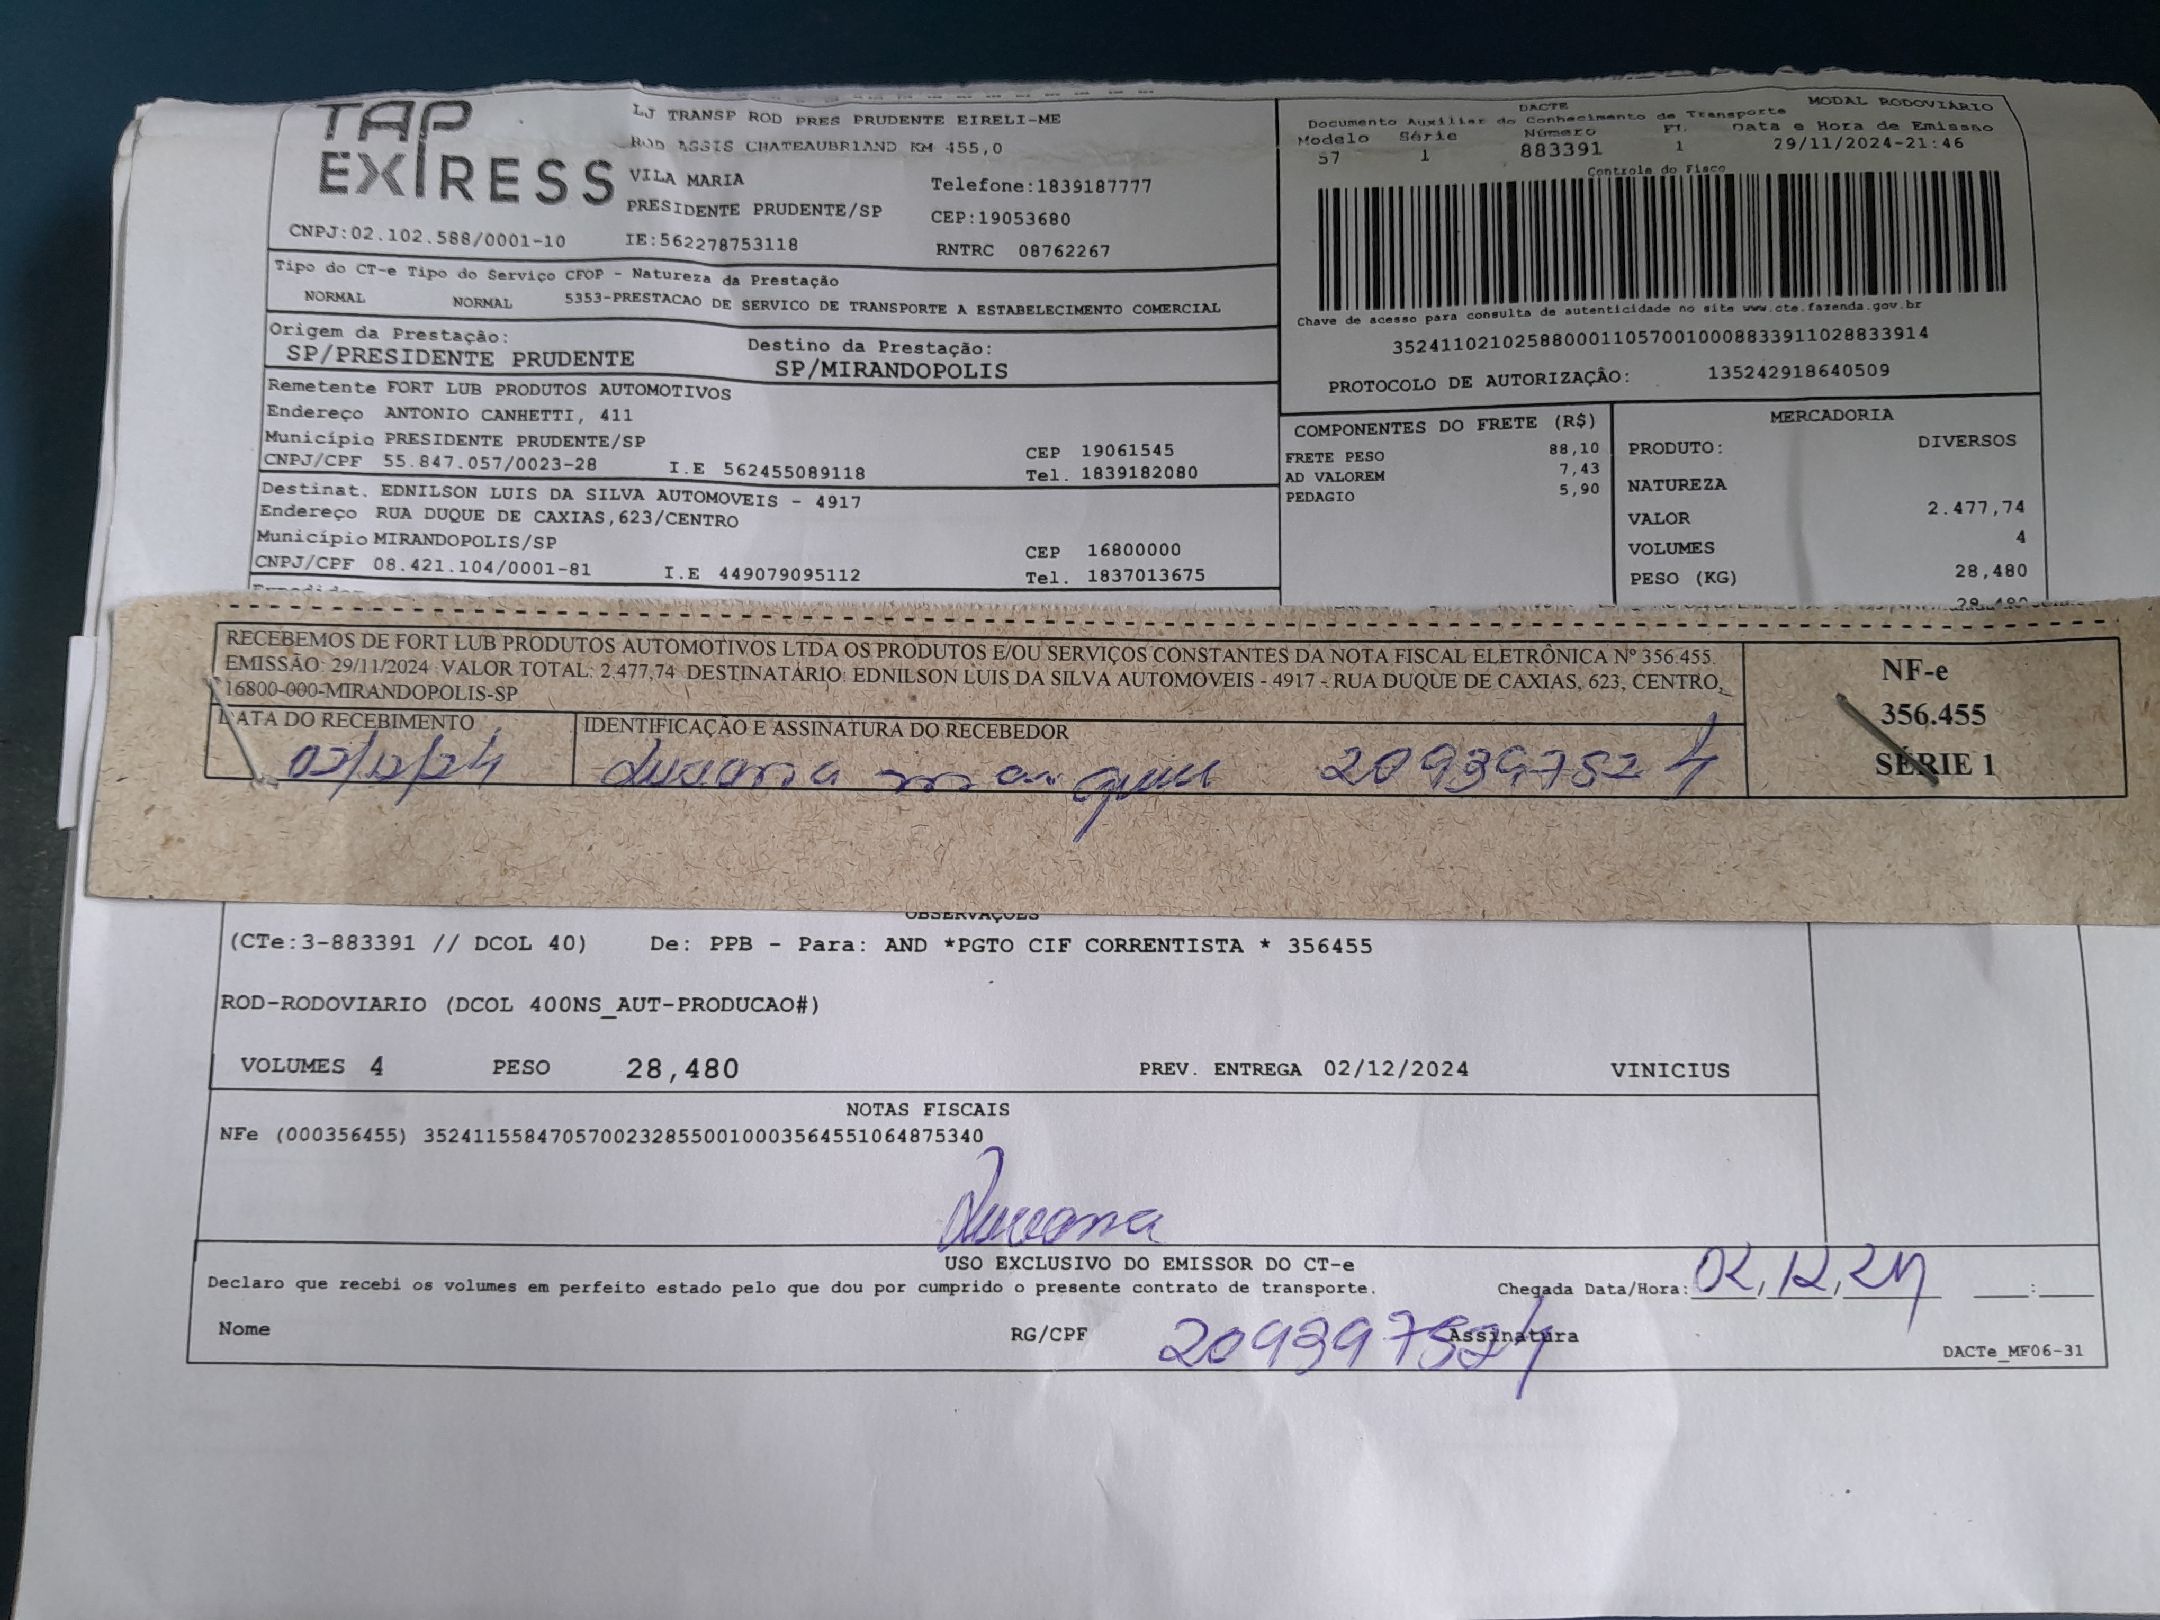 TAP
EXPRESS
LJ TRANSP ROD PRES PRUDENTE EIRELI-ME
ROD ASSIS CHATEAUBRIAND KM 455,0
VILA MARIA
Telefone:1839187777
PRESIDENTE PRUDENTE/SP
CEP:19053680
CNPJ:02.102.588/0001-10
IE:562278753118
RNTRC 08762267
DACTE
MODAL RODOVIÁRIO
Documento Auxiliar do Conhecimento de Transporte
Modelo Série Número Fl. Data e Hora de Emissão
57 1 883391 1 29/11/2024-21:46
Controle do Fisco
Chave de acesso para consulta de autenticidade no site www.cte.fazenda.gov.br
35241102102588000110570010008833911028833914
PROTOCOLO DE AUTORIZAÇÃO: 135242918640509
Tipo do CT-e Tipo do Serviço CFOP - Natureza da Prestação
NORMAL NORMAL 5353-PRESTACAO DE SERVICO DE TRANSPORTE A ESTABELECIMENTO COMERCIAL
Origem da Prestação:
SP/PRESIDENTE PRUDENTE
Destino da Prestação:
SP/MIRANDOPOLIS
Remetente FORT LUB PRODUTOS AUTOMOTIVOS
Endereço ANTONIO CANHETTI, 411
Município PRESIDENTE PRUDENTE/SP
CEP 19061545
CNPJ/CPF 55.847.057/0023-28 I.E 562455089118 Tel. 1839182080
Destinat. EDNILSON LUIS DA SILVA AUTOMOVEIS - 4917
Endereço RUA DUQUE DE CAXIAS,623/CENTRO
Município MIRANDOPOLIS/SP
CEP 16800000
CNPJ/CPF 08.421.104/0001-81 I.E 449079095112 Tel. 1837013675
COMPONENTES DO FRETE (R$)
FRETE PESO 88,10
AD VALOREM 7,43
PEDAGIO 5,90
MERCADORIA
PRODUTO: DIVERSOS
NATUREZA
VALOR 2.477,74
VOLUMES 4
PESO (KG) 28,480
28,480
RECEBEMOS DE FORT LUB PRODUTOS AUTOMOTIVOS LTDA OS PRODUTOS E/OU SERVIÇOS CONSTANTES DA NOTA FISCAL ELETRÔNICA Nº 356.455.
EMISSÃO: 29/11/2024 VALOR TOTAL: 2.477,74 DESTINATÁRIO: EDNILSON LUIS DA SILVA AUTOMOVEIS - 4917 - RUA DUQUE DE CAXIAS, 623, CENTRO,
16800-000-MIRANDOPOLIS-SP
DATA DO RECEBIMENTO
02/12/24
IDENTIFICAÇÃO E ASSINATURA DO RECEBEDOR
Luciana marques 209397524
NF-e
356.455
SÉRIE 1
OBSERVAÇÕES
(CTe:3-883391 // DCOL 40) De: PPB - Para: AND *PGTO CIF CORRENTISTA * 356455
ROD-RODOVIARIO (DCOL 400NS_AUT-PRODUCAO#)
VOLUMES 4 PESO 28,480 PREV. ENTREGA 02/12/2024 VINICIUS
NOTAS FISCAIS
NFe (000356455) 35241155847057002328550010003564551064875340
Luciana
USO EXCLUSIVO DO EMISSOR DO CT-e
Declaro que recebi os volumes em perfeito estado pelo que dou por cumprido o presente contrato de transporte.
Chegada Data/Hora: 02,12,24 :
Nome RG/CPF 209397524 Assinatura
DACTe_MF06-31